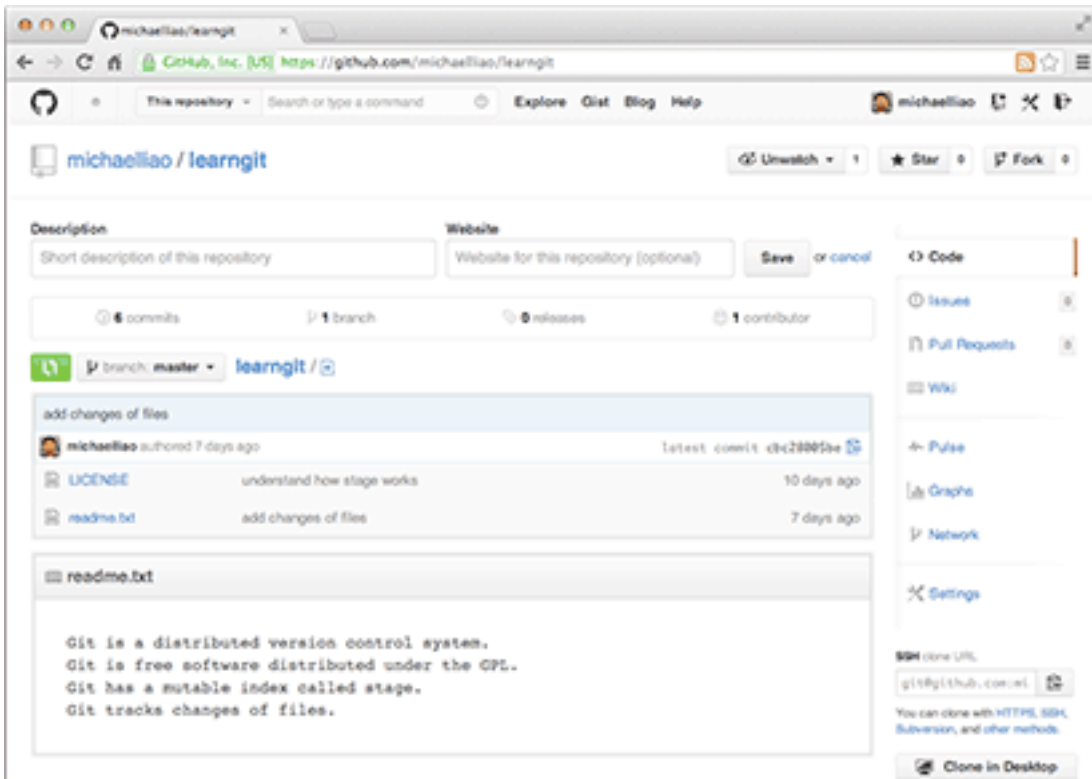 michaelliao/learngit
GitHub, Inc. [US] https://github.com/michaelliao/learngit
This repository Search or type a command Explore Gist Blog Help michaelliao
michaelliao / learngit Unwatch 1 Star 0 Fork 0
Description Website
Short description of this repository Website for this repository (optional) Save or cancel
<> Code
6 commits 1 branch 0 releases 1 contributor
Issues 0
Pull Requests 0
branch: master learngit /
Wiki
add changes of files
michaelliao authored 7 days ago latest commit cbc28005be
Pulse
LICENSE understand how stage works 10 days ago
Graphs
readme.txt add changes of files 7 days ago
Network
readme.txt
Settings
Git is a distributed version control system.
Git is free software distributed under the GPL.
Git has a mutable index called stage.
Git tracks changes of files.
SSH clone URL
git@github.com:mi
You can clone with HTTPS, SSH,
Subversion, and other methods.
Clone in Desktop